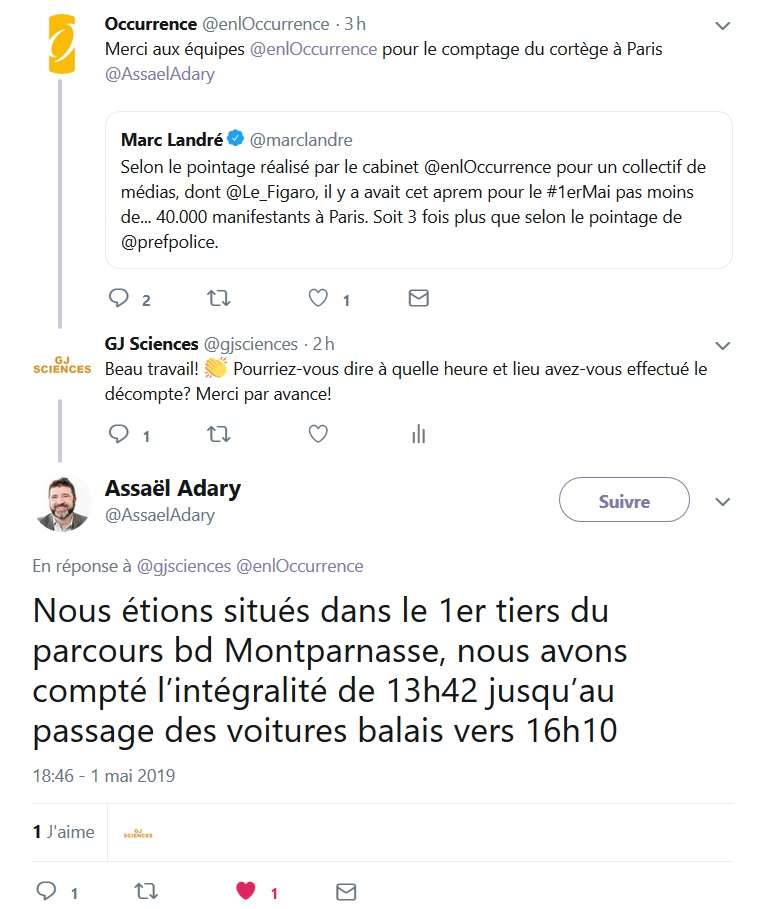 Occurrence @enlOccurrence · 3 h
Merci aux équipes @enlOccurrence pour le comptage du cortège à Paris
@AssaelAdary
Marc Landré @marclandre
Selon le pointage réalisé par le cabinet @enlOccurrence pour un collectif de
médias, dont @Le_Figaro, il y a avait cet aprem pour le #1erMai pas moins
de... 40.000 manifestants à Paris. Soit 3 fois plus que selon le pointage de
@prefpolice.
2 1
GJ Sciences @gjsciences · 2 h
GJ
SCIENCES
Beau travail! 👏 Pourriez-vous dire à quelle heure et lieu avez-vous effectué le
décompte? Merci par avance!
1
Assaël Adary
@AssaelAdary
Suivre
En réponse à @gjsciences @enlOccurrence
Nous étions situés dans le 1er tiers du
parcours bd Montparnasse, nous avons
compté l’intégralité de 13h42 jusqu’au
passage des voitures balais vers 16h10
18:46 - 1 mai 2019
1 J'aime
GJ
SCIENCES
1 1